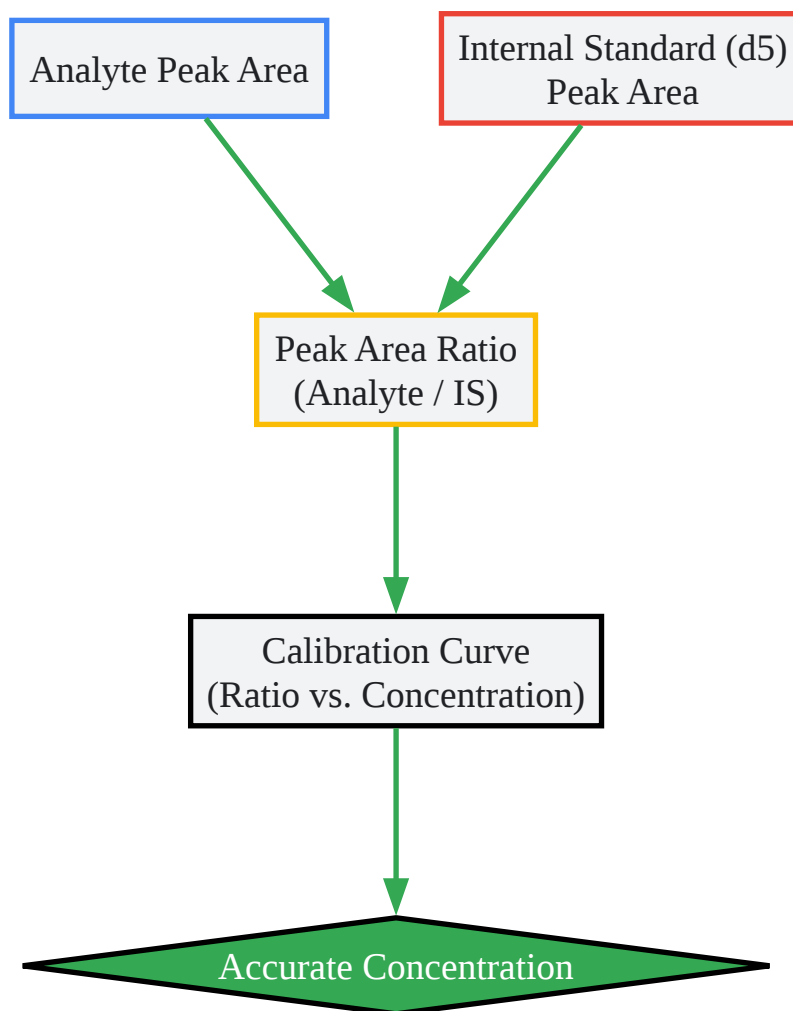 Analyte Peak Area
Internal Standard (d5)
Peak Area
Peak Area Ratio
(Analyte / IS)
Calibration Curve
(Ratio vs. Concentration)
Accurate Concentration